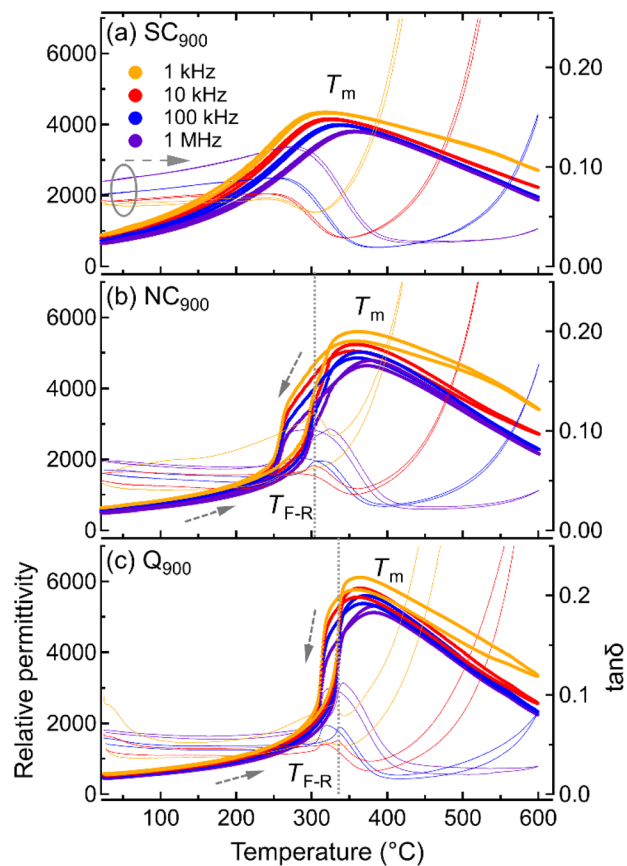 (a) SC900
1 kHz
10 kHz
100 kHz
1 MHz
Tm
6000
4000
2000
0
0.20
0.10
0.00
(b) NC900
Tm
TF-R
6000
4000
2000
0
0.20
0.10
0.00
(c) Q900
Tm
TF-R
6000
4000
2000
0
0.2
0.1
0.0
Relative permittivity
tanδ
100 200 300 400 500 600
Temperature (°C)